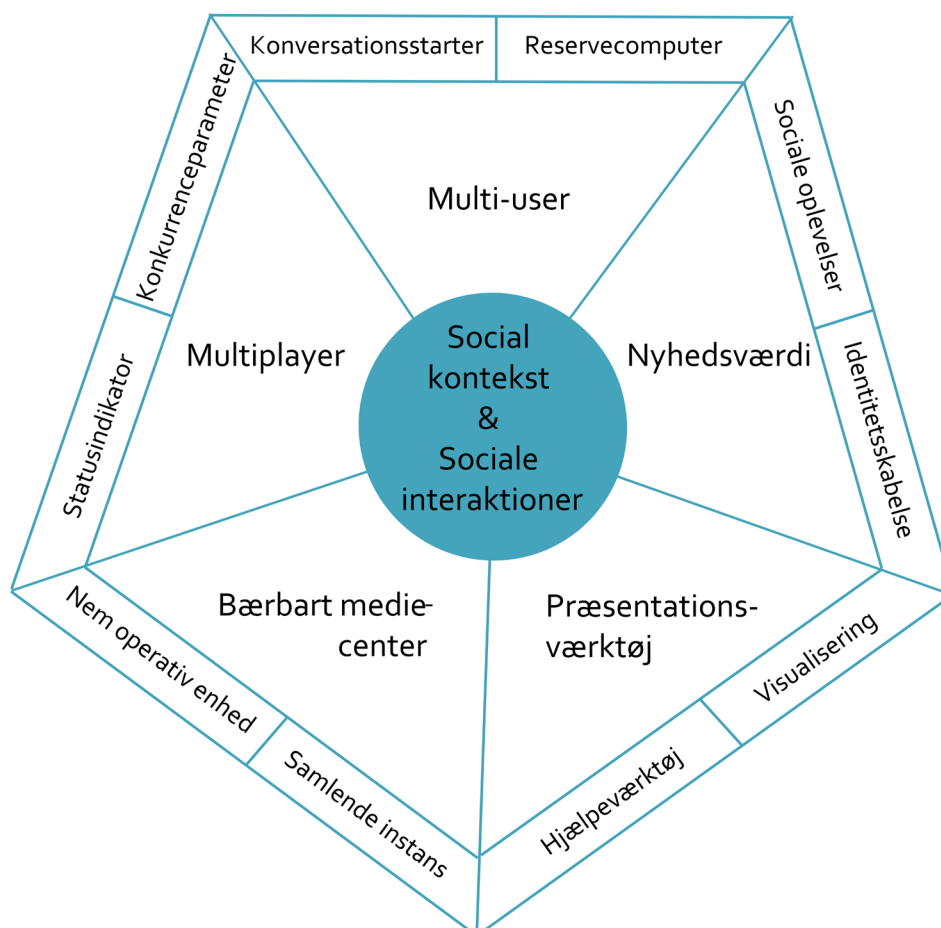 Konversationsstarter
Reservecomputer
Konkurrenceparameter
Sociale oplevelser
Multi-user
Multiplayer
Social
kontekst
&
Sociale
interaktioner
Nyhedsværdi
Statusindikator
Identitetsskabelse
Bærbart medie-
center
Præsentations-
værktøj
Nem operativ enhed
Samlende instans
Hjælpeværktøj
Visualisering